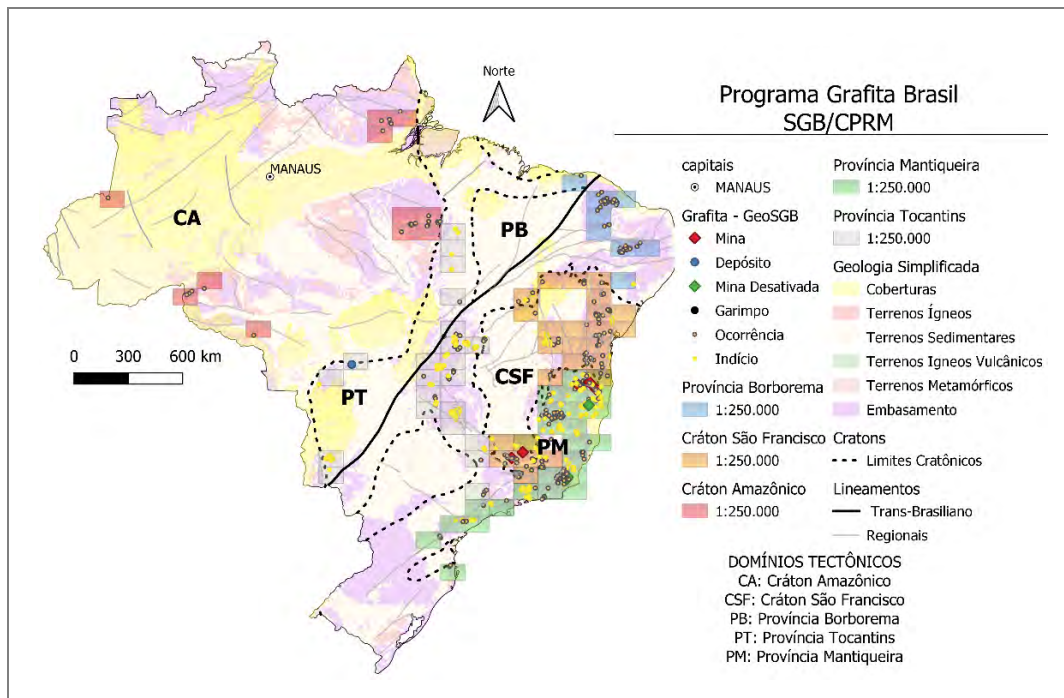 Programa Grafita Brasil
SGB/CPRM
Norte
MANAUS
CA
PB
PT
CSF
PM
0 300 600 km
capitais
MANAUS
Grafita - GeoSGB
Mina
Depósito
Mina Desativada
Garimpo
Ocorrência
Indício
Província Borborema
1:250.000
Cráton São Francisco
1:250.000
Cráton Amazônico
1:250.000
Província Mantiqueira
1:250.000
Província Tocantins
1:250.000
Geologia Simplificada
Coberturas
Terrenos Ígneos
Terrenos Sedimentares
Terrenos Igneos Vulcânicos
Terrenos Metamórficos
Embasamento
Cratons
Limites Cratônicos
Lineamentos
Trans-Brasiliano
Regionais
DOMÍNIOS TECTÔNICOS
CA: Cráton Amazônico
CSF: Cráton São Francisco
PB: Província Borborema
PT: Província Tocantins
PM: Província Mantiqueira